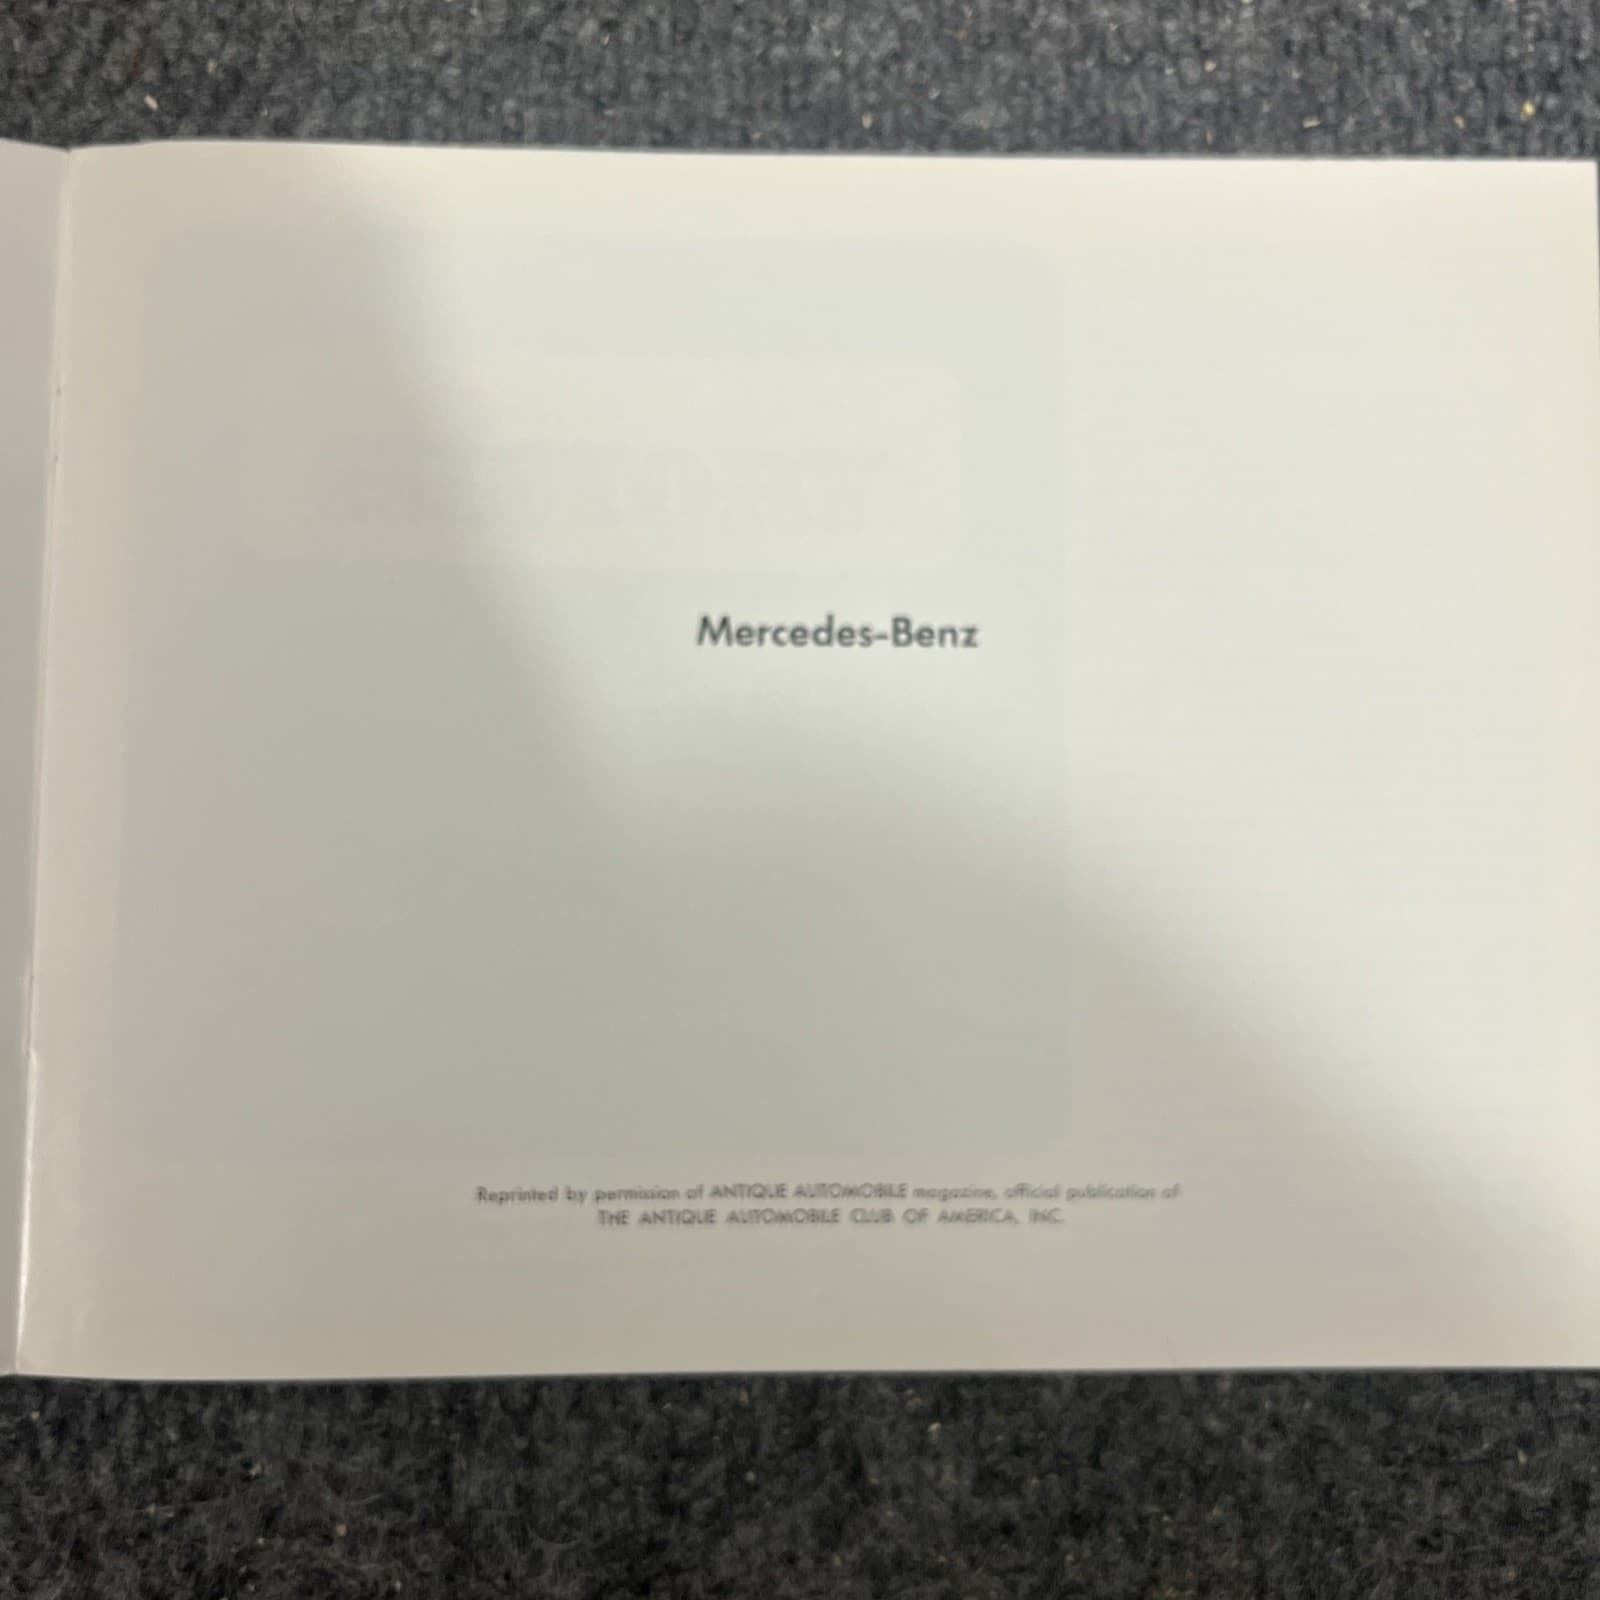 Mercedes-Benz
Reprinted by permission of ANTIQUE AUTOMOBILE magazine, official publication of
THE ANTIQUE AUTOMOBILE CLUB OF AMERICA, INC.